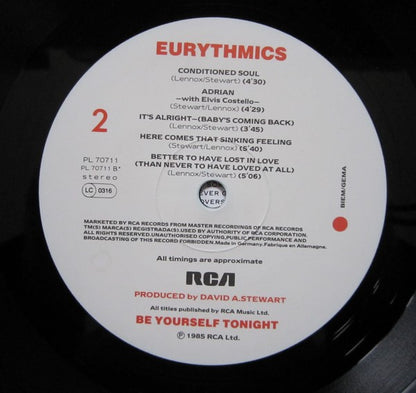 EURYTHMICS
CONDITIONED SOUL
(Lennox/Stewart) (4'30)
ADRIAN
—with Elvis Costello—
(Stewart/Lennox) (4'29)
IT'S ALRIGHT—(BABY'S COMING BACK)
(Lennox/Stewart) (3'45)
HERE COMES THAT SINKING FEELING
(Stewart/Lennox) (5'40)
BETTER TO HAVE LOST IN LOVE
(THAN NEVER TO HAVE LOVED AT ALL)
(Lennox/Stewart) (5'06)
2
PL 70711
PL 70711 B*
stereo
LC 0316
EVER
OVERS
BIEM/GEMA
MARKETED BY RCA RECORDS FROM MASTER RECORDINGS OF RCA RECORDS
TM(S) MARCA(S) REGISTRADA(S).USED BY AUTHORITY OF RCA CORPORATION.
ALL RIGHTS RESERVED.UNAUTHORISED COPYING,PUBLIC PERFORMANCE AND
BROADCASTING OF THIS RECORD FORBIDDEN.Made in Germany.Fabriqué en Allemagne.
All timings are approximate
RCA
PRODUCED by DAVID A.STEWART
All titles published by RCA Music Ltd.
BE YOURSELF TONIGHT
℗ 1985 RCA Ltd.